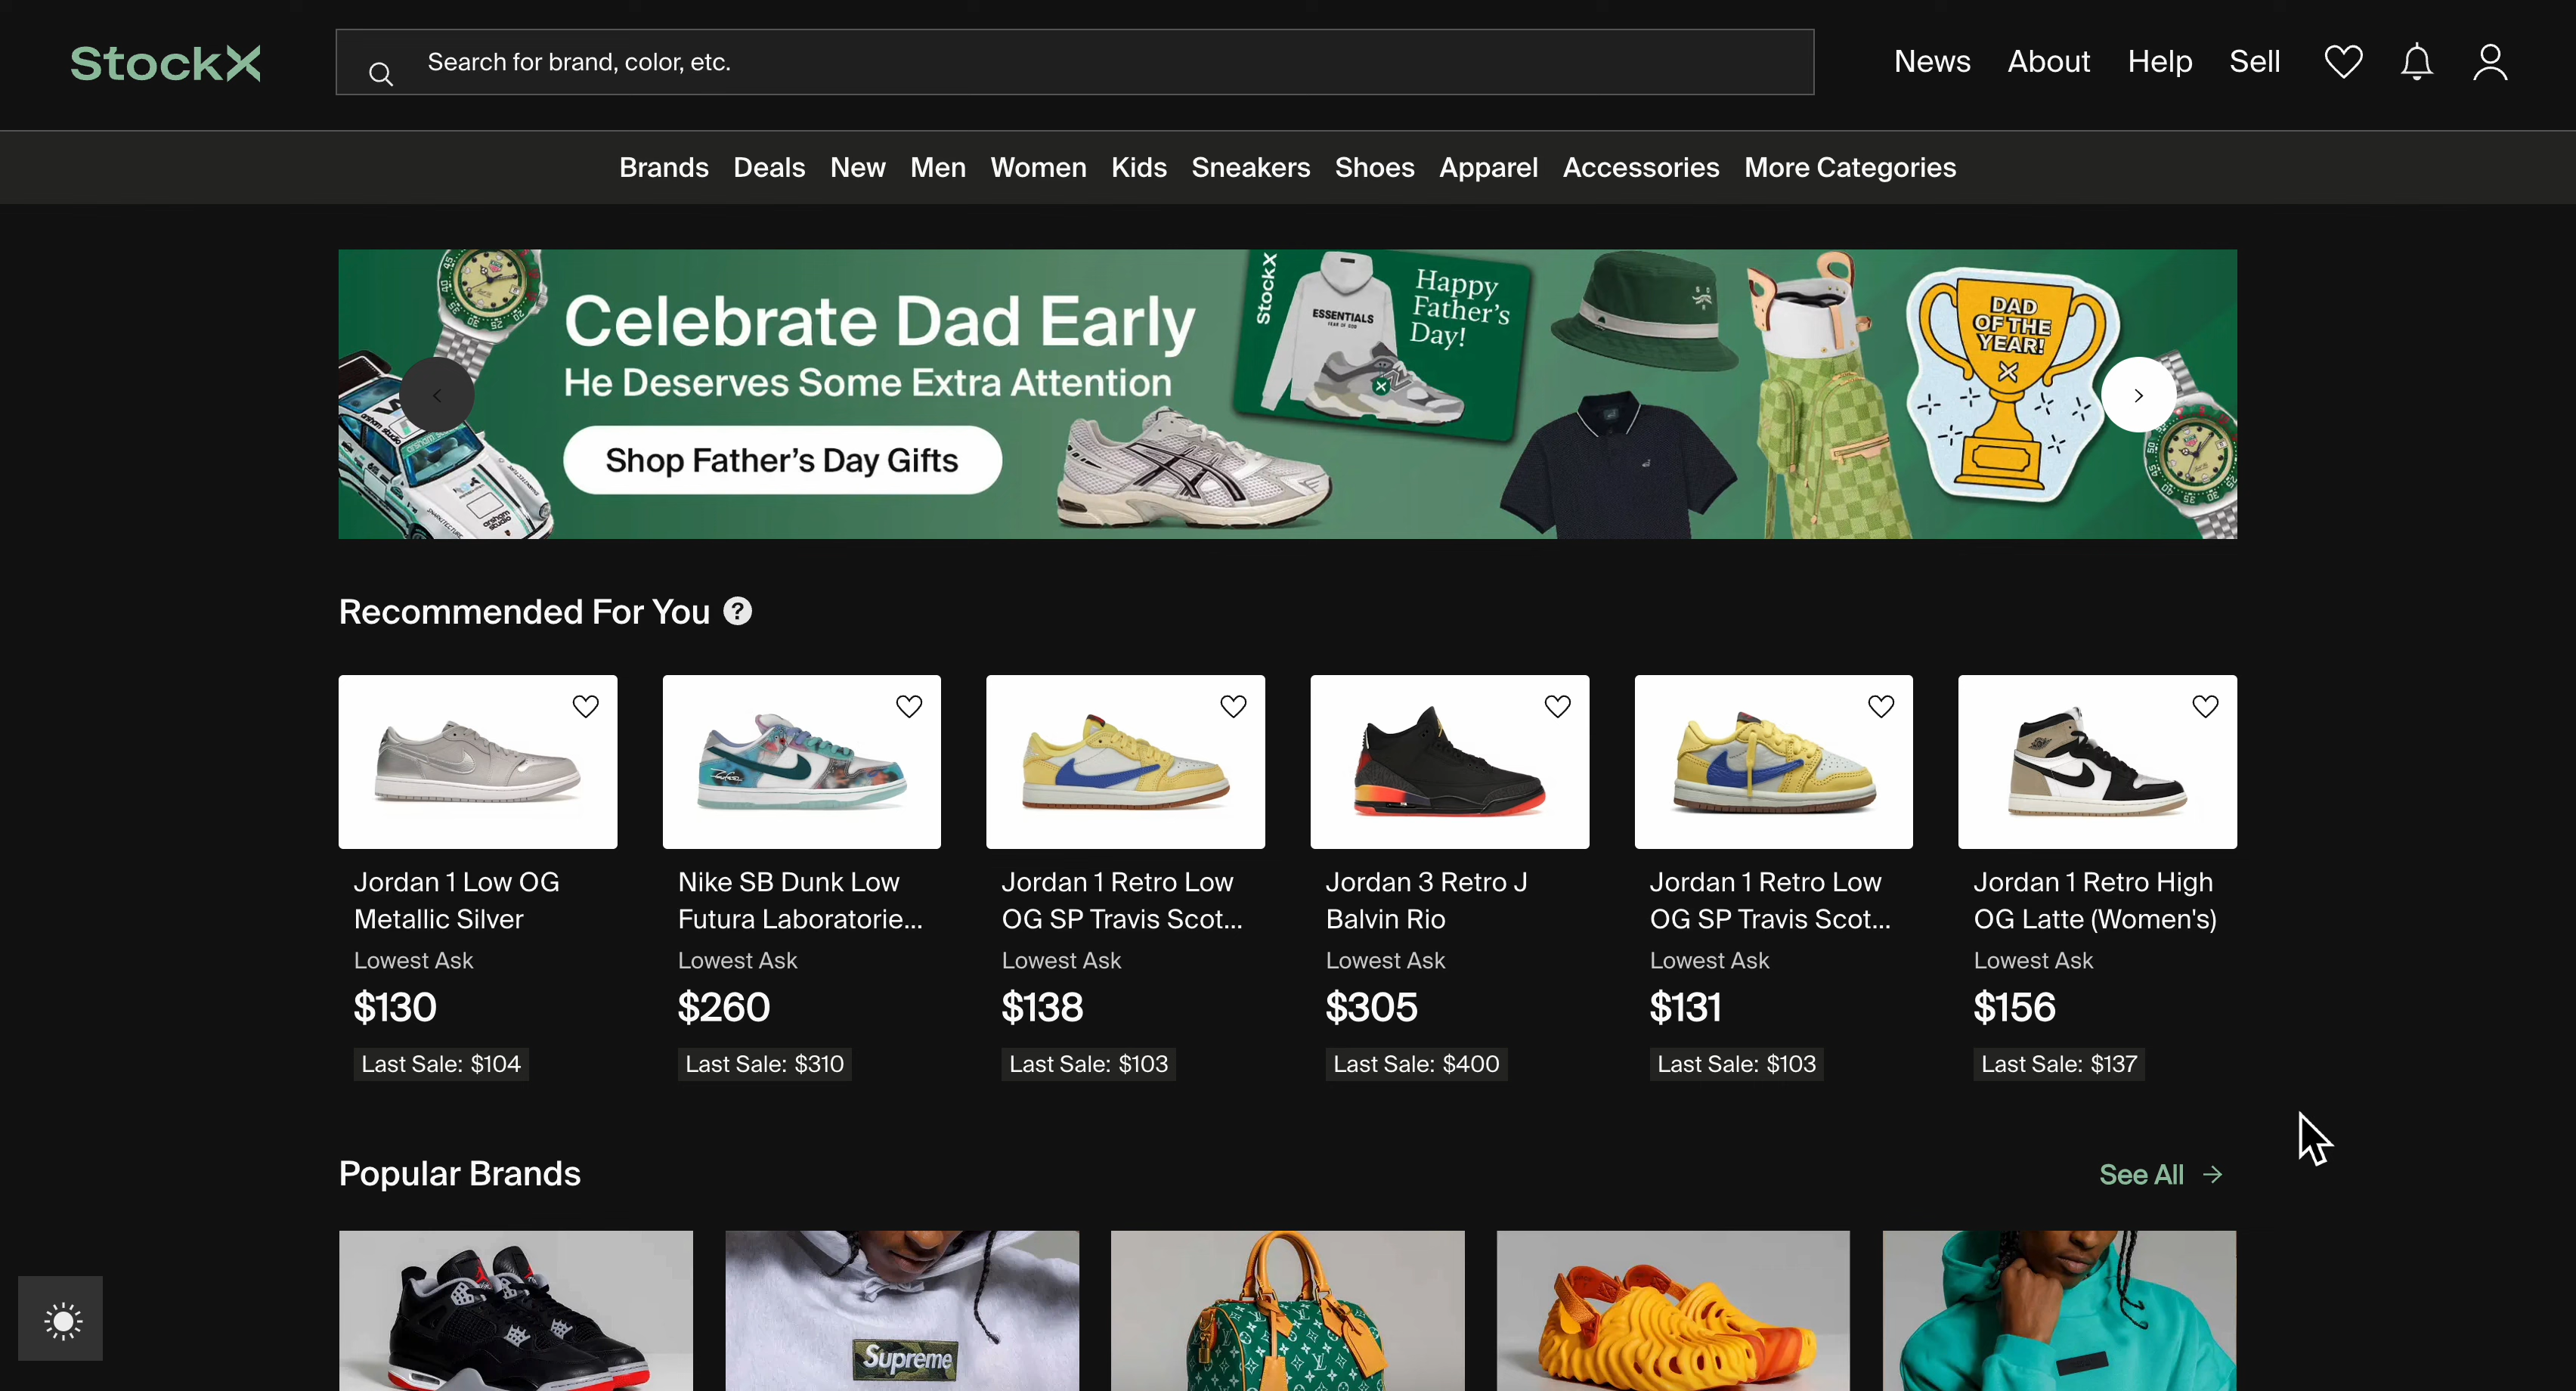 StockX
Search for brand, color, etc.
News About Help Sell
Brands Deals New Men Women Kids Sneakers Shoes Apparel Accessories More Categories
Celebrate Dad Early
He Deserves Some Extra Attention
Shop Father's Day Gifts
StockX
ESSENTIALS
FEAR OF GOD
Happy
Father's
Day!
DAD
OF THE
YEAR!
arsham
studio
Recommended For You ?
Jordan 1 Low OG
Metallic Silver
Lowest Ask
$130
Last Sale: $104
Nike SB Dunk Low
Futura Laboratorie...
Lowest Ask
$260
Last Sale: $310
Jordan 1 Retro Low
OG SP Travis Scot...
Lowest Ask
$138
Last Sale: $103
Jordan 3 Retro J
Balvin Rio
Lowest Ask
$305
Last Sale: $400
Jordan 1 Retro Low
OG SP Travis Scot...
Lowest Ask
$131
Last Sale: $103
Jordan 1 Retro High
OG Latte (Women's)
Lowest Ask
$156
Last Sale: $137
Popular Brands
See All
Supreme